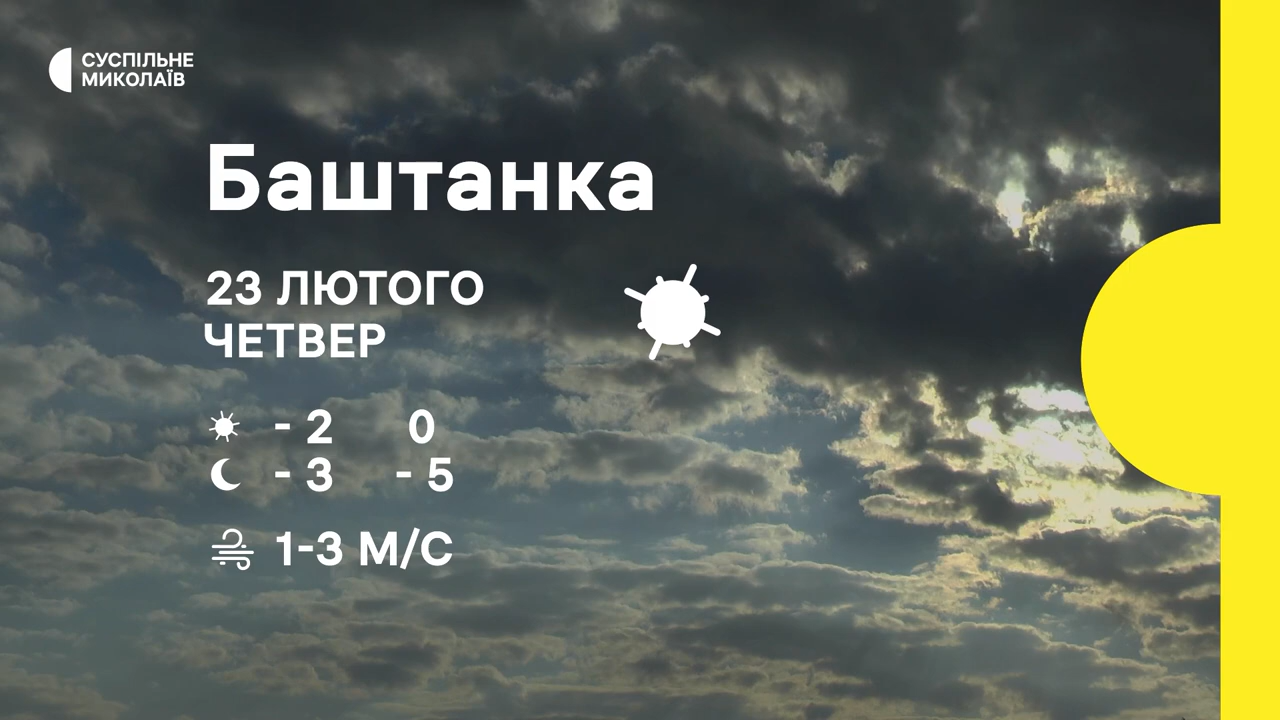 СУСПІЛЬНЕ
МИКОЛАЇВ
Баштанка
23 ЛЮТОГО
ЧЕТВЕР
- 2 0
- 3 - 5
1-3 М/С